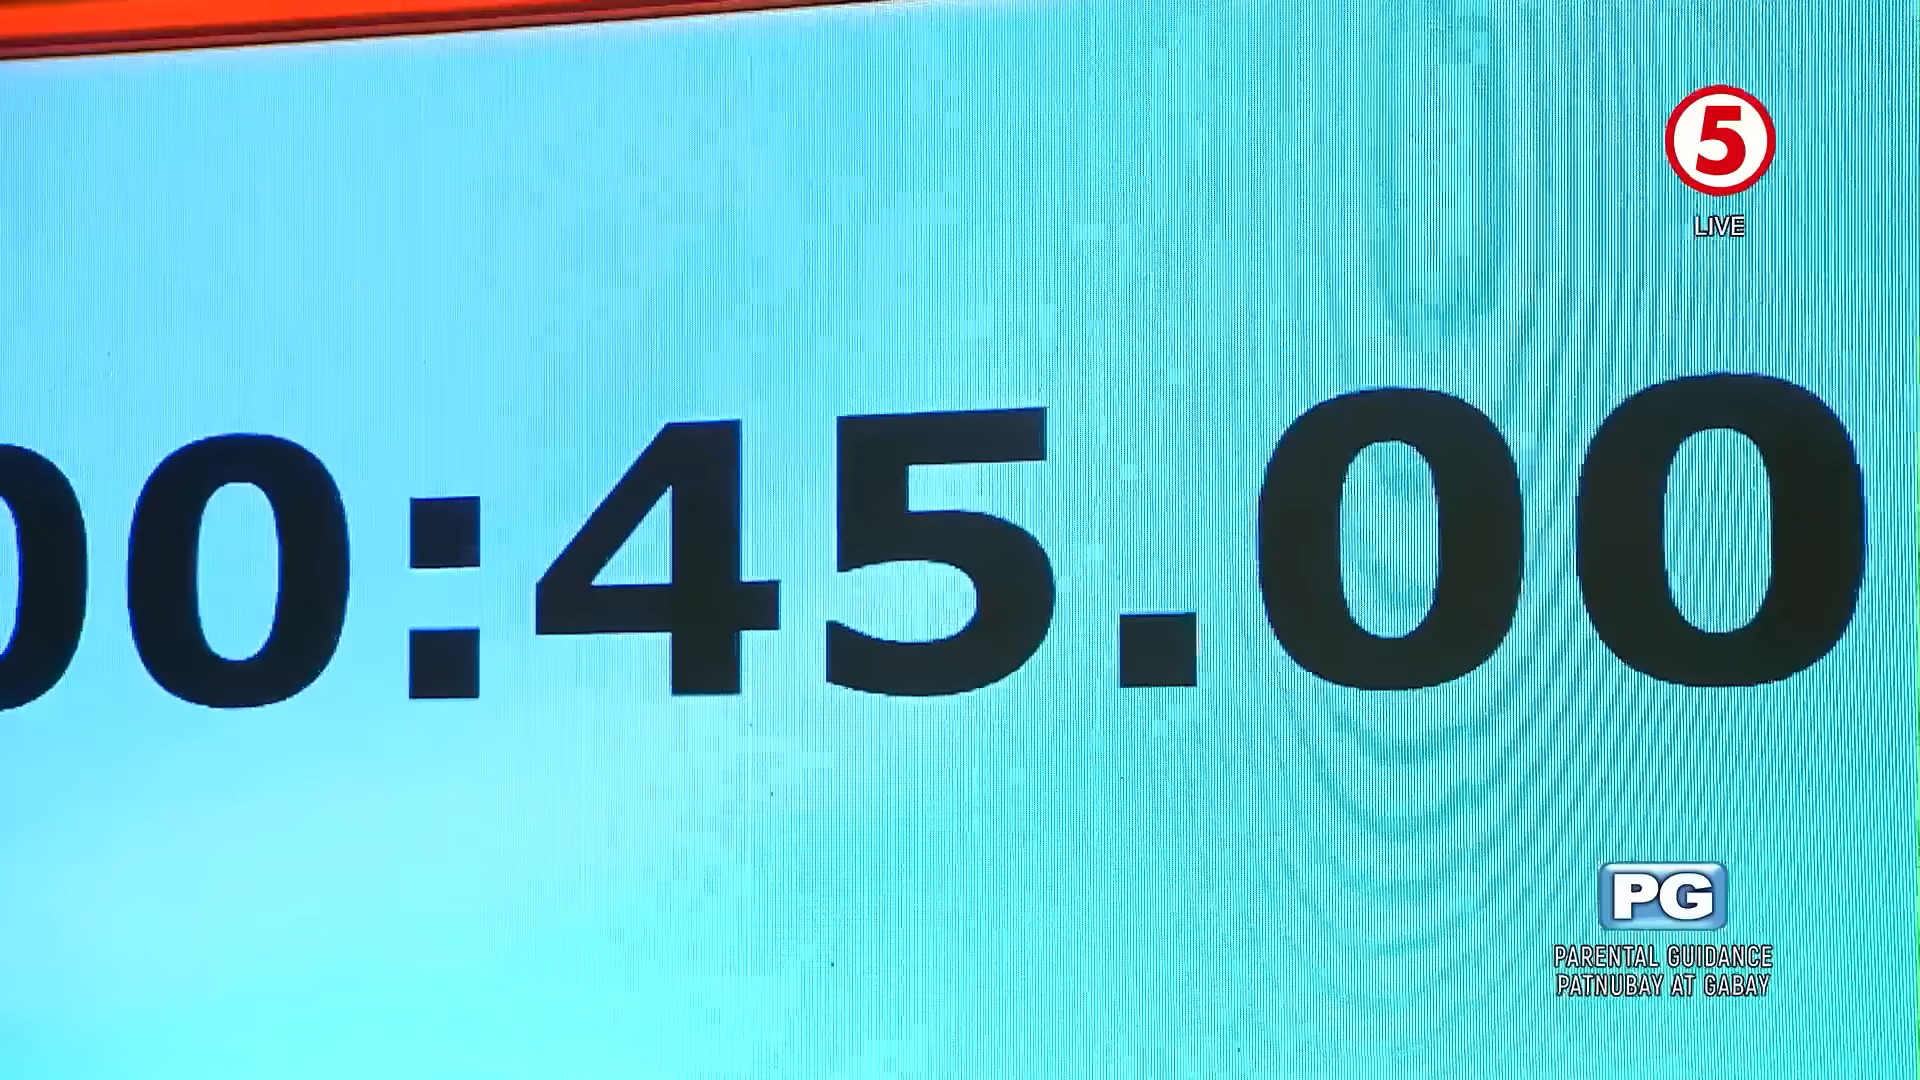 5
LIVE
00:45.00
PG
PARENTAL GUIDANCE
PATNUBAY AT GABAY